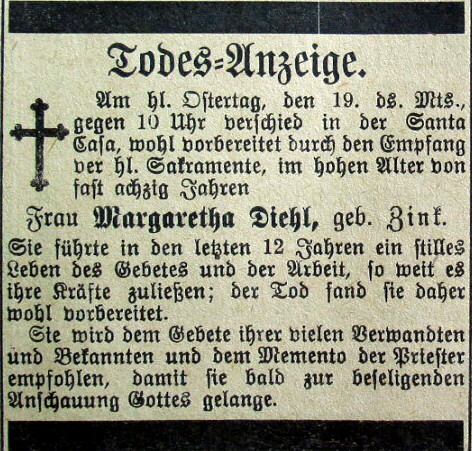 Todes-Anzeige.
Am hl. Ostertag, den 19. ds. Mts.,
gegen 10 Uhr verschied in der Santa
Casa, wohl vorbereitet durch den Empfang
ver hl. Sakramente, im hohen Alter von
fast achzig Jahren
Frau Margaretha Diehl, geb. Zink.
Sie führte in den letzten 12 Jahren ein stilles
Leben des Gebetes und der Arbeit, so weit es
ihre Kräfte zuließen; der Tod fand sie daher
wohl vorbereitet.
Sie wird dem Gebete ihrer vielen Verwandten
und Bekannten und dem Memento der Priester
empfohlen, damit sie bald zur beseligenden
Anschauung Gottes gelange.